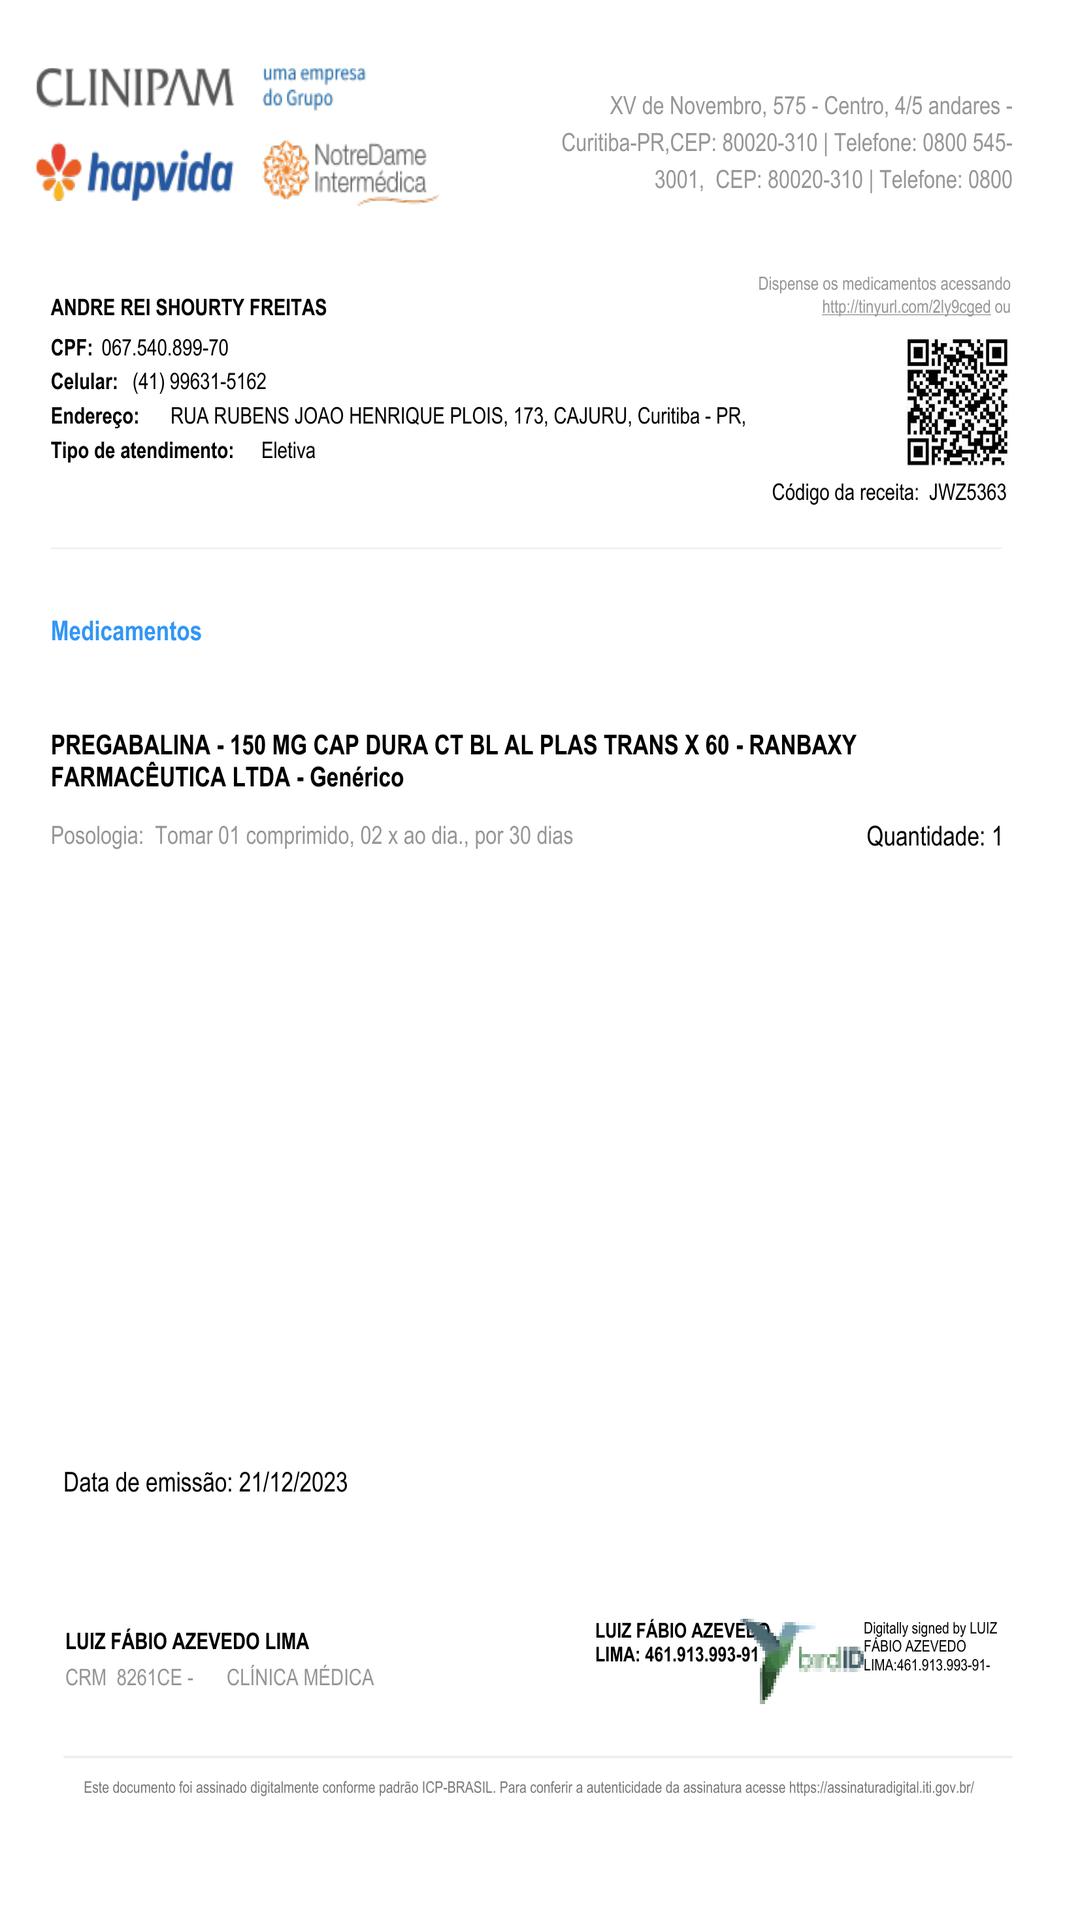 CLINIPAM
uma empresa
do Grupo
hapvida
NotreDame
Intermédica
XV de Novembro, 575 - Centro, 4/5 andares -
Curitiba-PR,CEP: 80020-310 | Telefone: 0800 545-
3001,  CEP: 80020-310 | Telefone: 0800
Dispense os medicamentos acessando
http://tinyurl.com/2ly9cged ou
ANDRE REI SHOURTY FREITAS
CPF: 067.540.899-70
Celular: (41) 99631-5162
Endereço: RUA RUBENS JOAO HENRIQUE PLOIS, 173, CAJURU, Curitiba - PR,
Tipo de atendimento: Eletiva
Código da receita: JWZ5363
Medicamentos
PREGABALINA - 150 MG CAP DURA CT BL AL PLAS TRANS X 60 - RANBAXY
FARMACÊUTICA LTDA - Genérico
Posologia: Tomar 01 comprimido, 02 x ao dia., por 30 dias
Quantidade: 1
Data de emissão: 21/12/2023
LUIZ FÁBIO AZEVEDO LIMA
CRM 8261CE - CLÍNICA MÉDICA
LUIZ FÁBIO AZEVEDO
LIMA: 461.913.993-91
birdID
Digitally signed by LUIZ
FÁBIO AZEVEDO
LIMA:461.913.993-91-
Este documento foi assinado digitalmente conforme padrão ICP-BRASIL. Para conferir a autenticidade da assinatura acesse https://assinaturadigital.iti.gov.br/